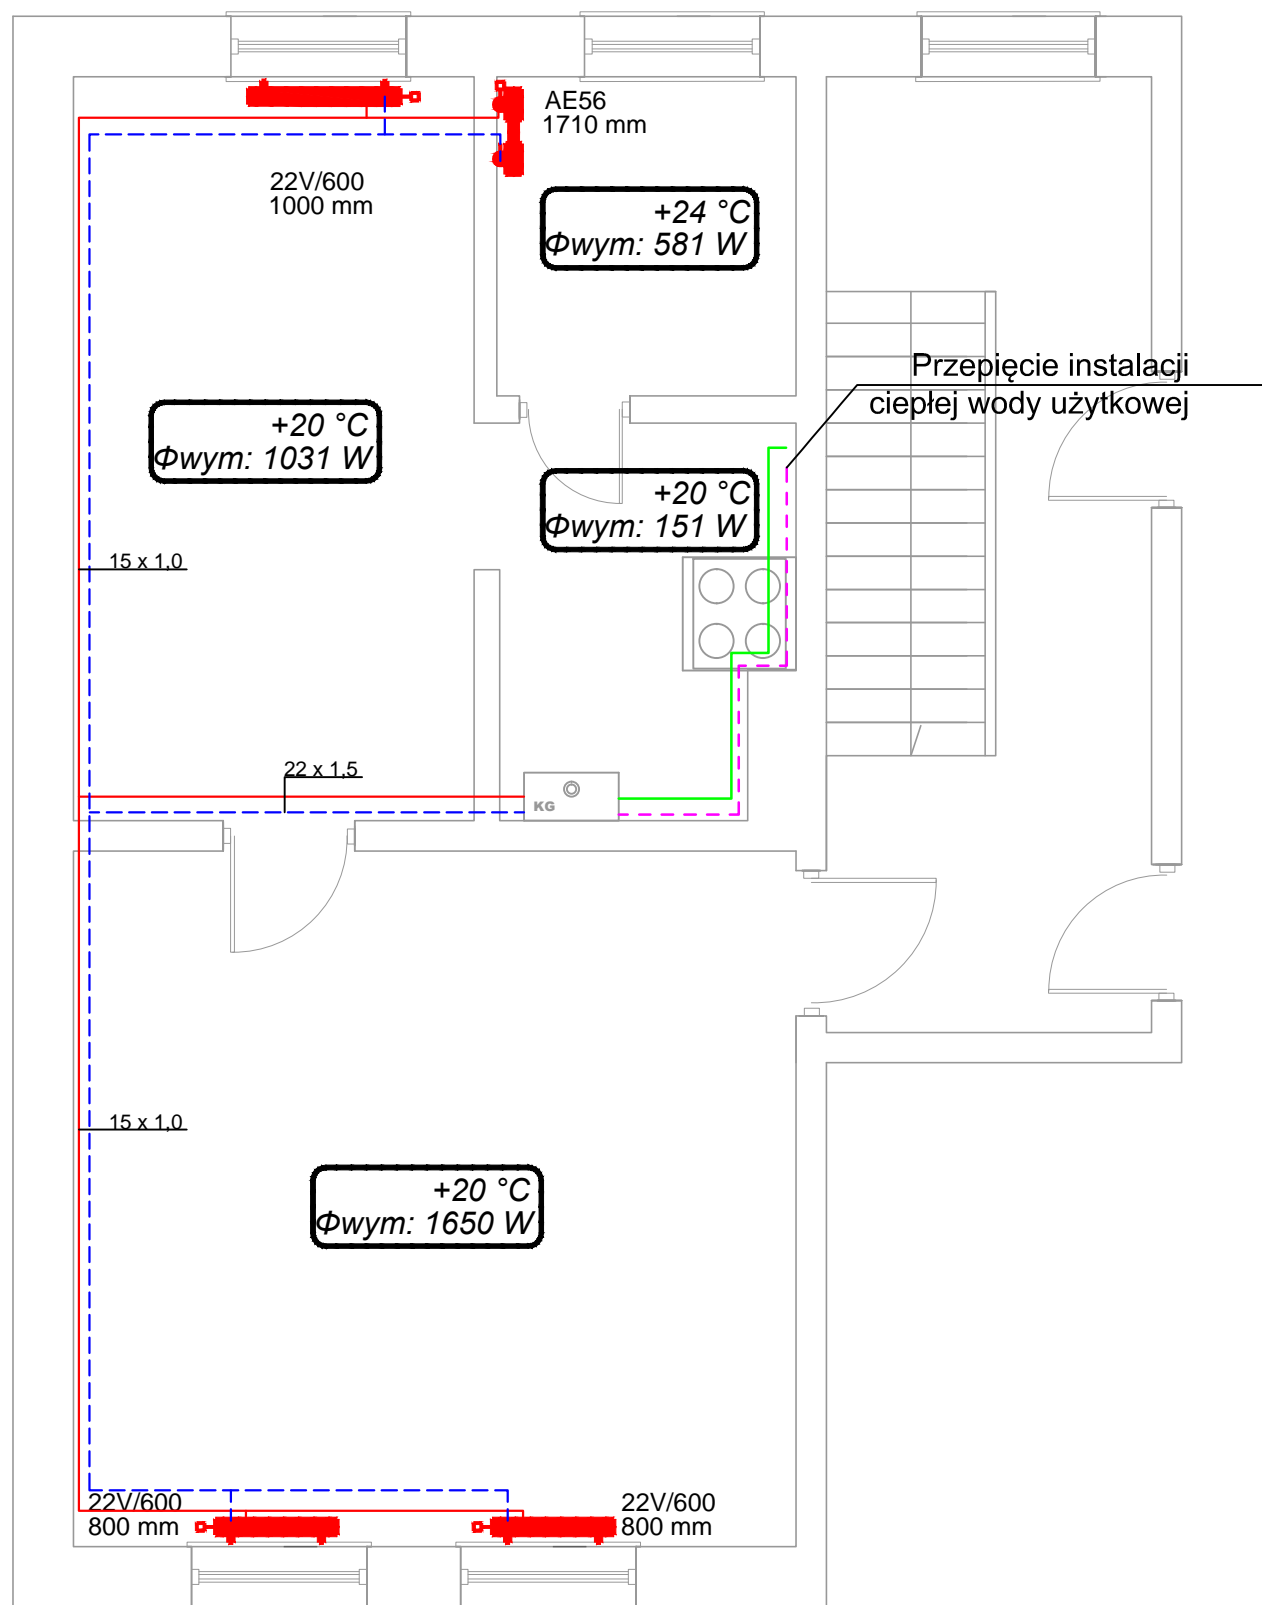 AE56
1710 mm
22V/600
1000 mm
+24 °C
Φwym: 581 W
Przepięcie instalacji
ciepłej wody użytkowej
+20 °C
Φwym: 1031 W
+20 °C
Φwym: 151 W
15 x 1,0
22 x 1,5
KG
15 x 1,0
+20 °C
Φwym: 1650 W
22V/600
800 mm
22V/600
800 mm